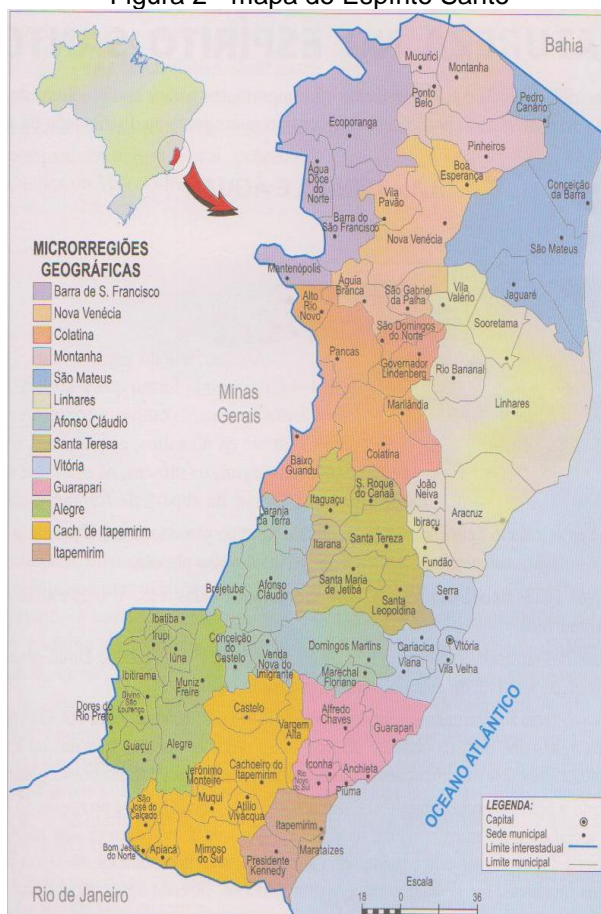 Figura 2 - mapa do Espírito Santo
Bahia
Mucurici
Montanha
Ponto
Belo
Pedro
Canário
Ecoporanga
Pinheiros
Água
Doce
do
Norte
Boa
Esperança
Vila
Pavão
Conceição
da Barra
Barra do
São Francisco
Nova Venécia
São Mateus
Mantenópolis
Águia
Branca
São Gabriel
da Palha
Vila
Valério
Jaguaré
Alto
Rio
Novo
São Domingos
do Norte
Sooretama
Pancas
Governador
Lindenberg
Rio Bananal
Linhares
Minas
Gerais
Marilândia
Colatina
Baixo
Guandu
MICRORREGIÕES
GEOGRÁFICAS
Barra de S. Francisco
Nova Venécia
Colatina
Montanha
São Mateus
Linhares
Afonso Cláudio
Santa Teresa
Vitória
Guarapari
Alegre
Cach. de Itapemirim
Itapemirim
Itaguaçu
S. Roque
do Canaã
João
Neiva
Laranja
da Terra
Ibiraçu
Aracruz
Itarana
Santa Tereza
Fundão
Brejetuba
Afonso
Cláudio
Santa Maria
de Jetibá
Santa
Leopoldina
Serra
Ibatiba
Irupi
Iúna
Conceição
do
Castelo
Venda
Nova do
Imigrante
Domingos Martins
Cariacica
Vitória
Marechal
Floriano
Viana
Vila Velha
Ibitirama
Muniz
Freire
Divino
São
Lourenço
Dores do
Rio Preto
Castelo
Vargem
Alta
Alfredo
Chaves
Guarapari
Guaçuí
Alegre
Jerônimo
Monteiro
Cachoeiro do
Itapemirim
Iconha
Rio
Novo
do Sul
Anchieta
Piúma
São
José do
Calçado
Muqui
Atílio
Vivácqua
Itapemirim
Marataízes
Bom Jesus
do Norte
Apiacá
Mimoso
do Sul
Presidente
Kennedy
OCEANO ATLÂNTICO
Rio de Janeiro
LEGENDA:
Capital
Sede municipal
Limite interestadual
Limite municipal
Escala
18 0 36